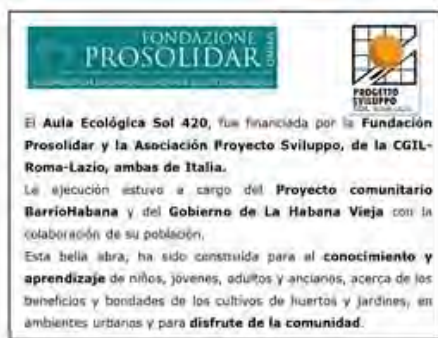 FONDAZIONE
PROSOLIDAR
PROGETTO
SVILUPPO
El Aula Ecológica Sol 420, fue financiada por la Fundación
Prosolidar y la Asociación Proyecto Sviluppo, de la CGIL-
Roma-Lazio, ambas de Italia.
La ejecución estuvo a cargo del Proyecto comunitario
BarrioHabana y del Gobierno de La Habana Vieja con la
colaboración de su población.
Esta bella obra, ha sido construida para el conocimiento y
aprendizaje de niños, jóvenes, adultos y ancianos, acerca de los
beneficios y bondades de los cultivos de huertos y jardines, en
ambientes urbanos y para disfrute de la comunidad.